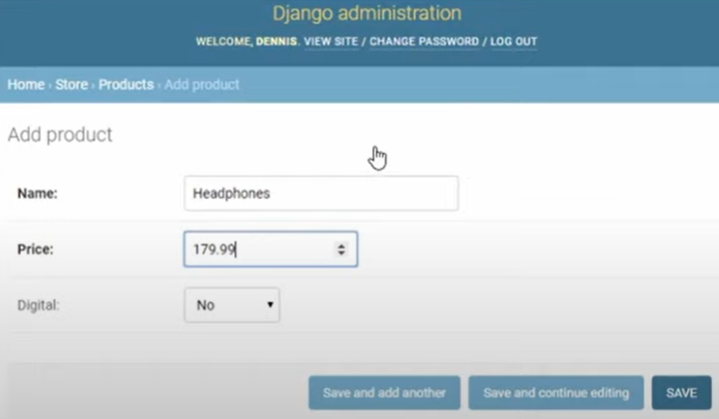 Django administration
WELCOME, DENNIS. VIEW SITE / CHANGE PASSWORD / LOG OUT
Home › Store › Products › Add product
Add product
Name: Headphones
Price: 179.99
Digital: No
Save and add another Save and continue editing SAVE